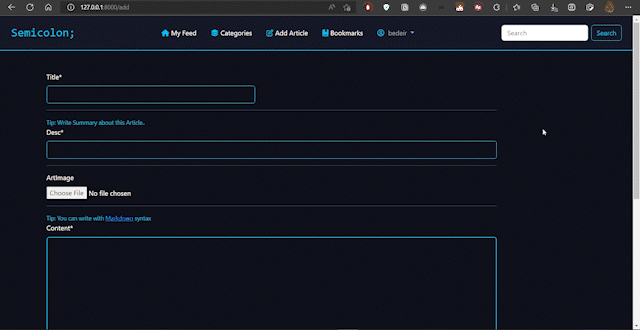 127.0.0.1:8000/add
Semicolon;
My Feed
Categories
Add Article
Bookmarks
bedeir
Search
Search
Title*
Tip: Write Summary about this Article.
Desc*
ArtImage
Choose File No file chosen
Tip: You can write with Markdown syntax
Content*